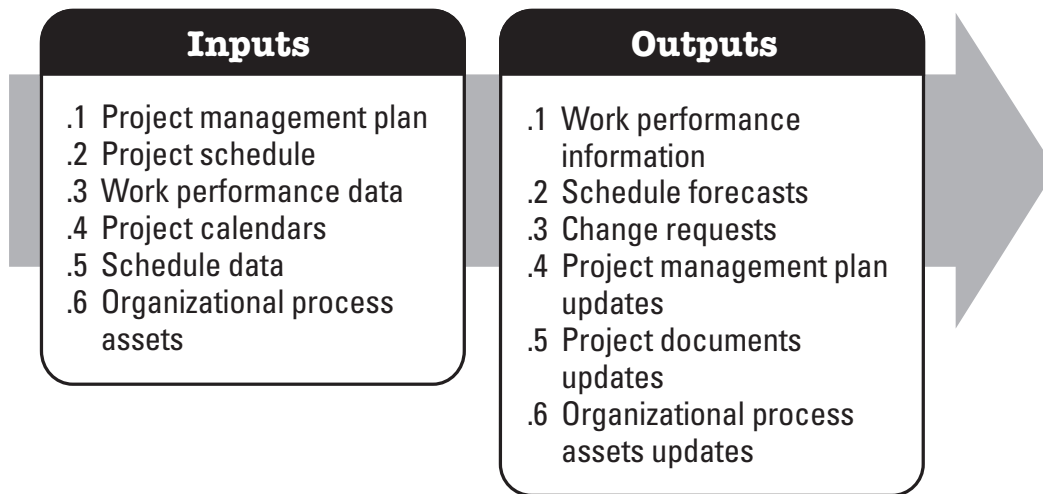 Inputs
.1 Project management plan
.2 Project schedule
.3 Work performance data
.4 Project calendars
.5 Schedule data
.6 Organizational process
assets
Outputs
.1 Work performance
information
.2 Schedule forecasts
.3 Change requests
.4 Project management plan
updates
.5 Project documents
updates
.6 Organizational process
assets updates